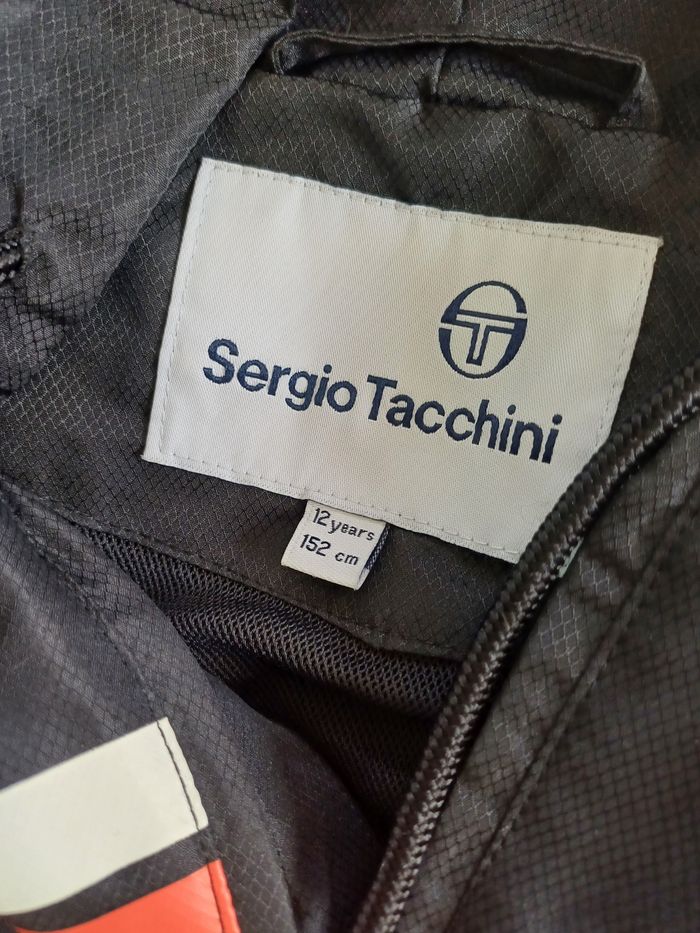 Sergio Tacchini
12 years
152 cm